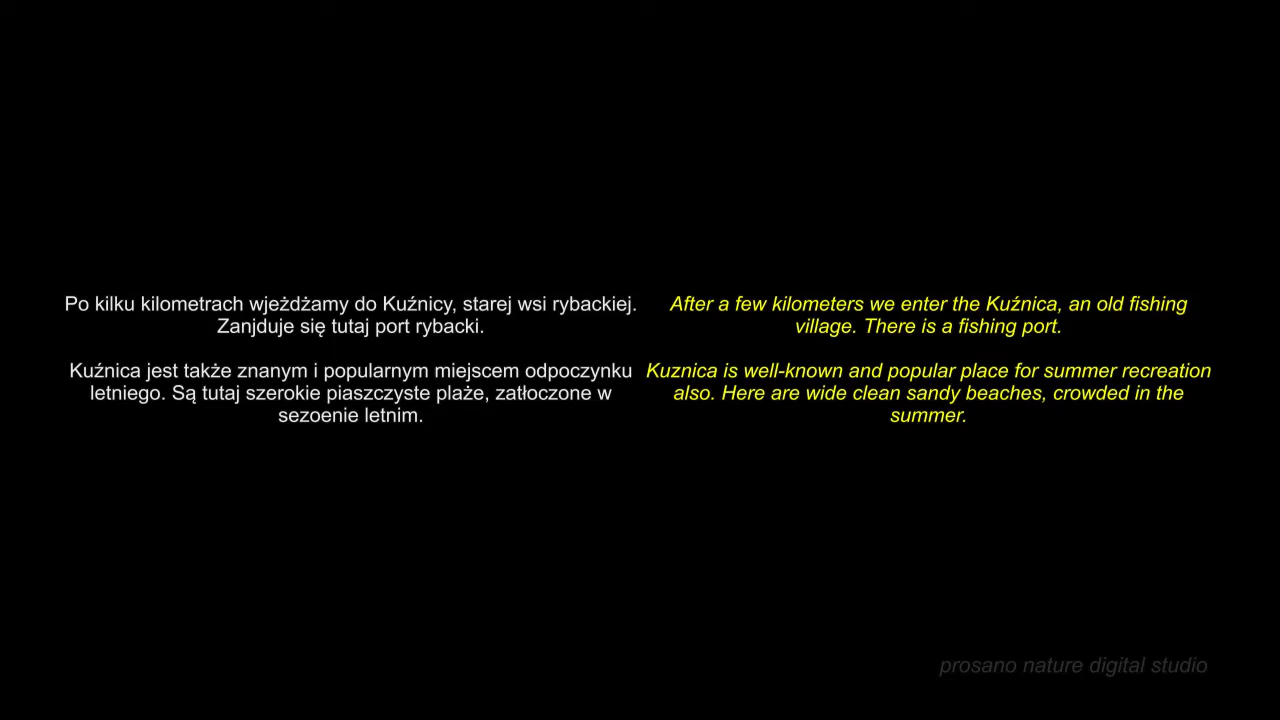 Po kilku kilometrach wjeżdżamy do Kuźnicy, starej wsi rybackiej.
Zanjduje się tutaj port rybacki.
Kuźnica jest także znanym i popularnym miejscem odpoczynku
letniego. Są tutaj szerokie piaszczyste plaże, zatłoczone w
sezoenie letnim.
After a few kilometers we enter the Kuźnica, an old fishing
village. There is a fishing port.
Kuznica is well-known and popular place for summer recreation
also. Here are wide clean sandy beaches, crowded in the
summer.
prosano nature digital studio